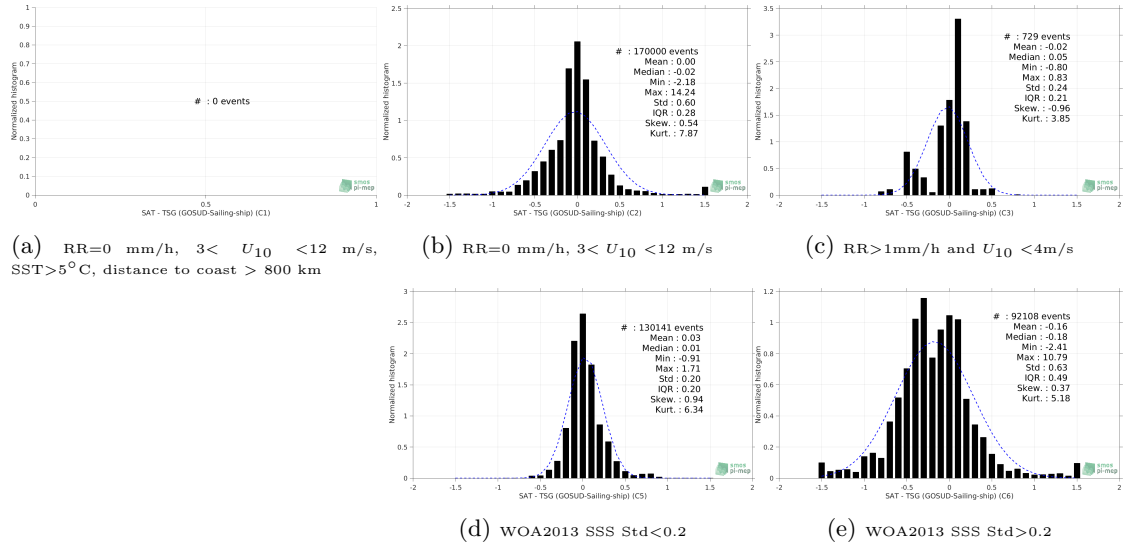 Normalized histogram
1
0.9
0.8
0.7
0.6
0.5
0.4
0.3
0.2
0.1
0
# : 0 events
smos
pi-mep
0 0.5 1
SAT - TSG (GOSUD-Sailing-ship) (C1)
(a) RR=0 mm/h, 3< U10 <12 m/s,
SST>5°C, distance to coast > 800 km
Normalized histogram
2.5
2
1.5
1
0.5
0
# : 170000 events
Mean : 0.00
Median : -0.02
Min : -2.18
Max : 14.24
Std : 0.60
IQR : 0.28
Skew. : 0.54
Kurt. : 7.87
smos
pi-mep
-2 -1.5 -1 -0.5 0 0.5 1 1.5 2
SAT - TSG (GOSUD-Sailing-ship) (C2)
(b) RR=0 mm/h, 3< U10 <12 m/s
Normalized histogram
3.5
3
2.5
2
1.5
1
0.5
0
# : 729 events
Mean : -0.02
Median : 0.05
Min : -0.80
Max : 0.83
Std : 0.24
IQR : 0.21
Skew. : -0.96
Kurt. : 3.85
smos
pi-mep
-2 -1.5 -1 -0.5 0 0.5 1 1.5 2
SAT - TSG (GOSUD-Sailing-ship) (C3)
(c) RR>1mm/h and U10 <4m/s
Normalized histogram
3
2.5
2
1.5
1
0.5
0
# : 130141 events
Mean : 0.03
Median : 0.01
Min : -0.91
Max : 1.71
Std : 0.20
IQR : 0.20
Skew. : 0.94
Kurt. : 6.34
smos
pi-mep
-2 -1.5 -1 -0.5 0 0.5 1 1.5 2
SAT - TSG (GOSUD-Sailing-ship) (C5)
(d) WOA2013 SSS Std<0.2
Normalized histogram
1.2
1
0.8
0.6
0.4
0.2
0
# : 92108 events
Mean : -0.16
Median : -0.18
Min : -2.41
Max : 10.79
Std : 0.63
IQR : 0.49
Skew. : 0.37
Kurt. : 5.18
smos
pi-mep
-2 -1.5 -1 -0.5 0 0.5 1 1.5 2
SAT - TSG (GOSUD-Sailing-ship) (C6)
(e) WOA2013 SSS Std>0.2